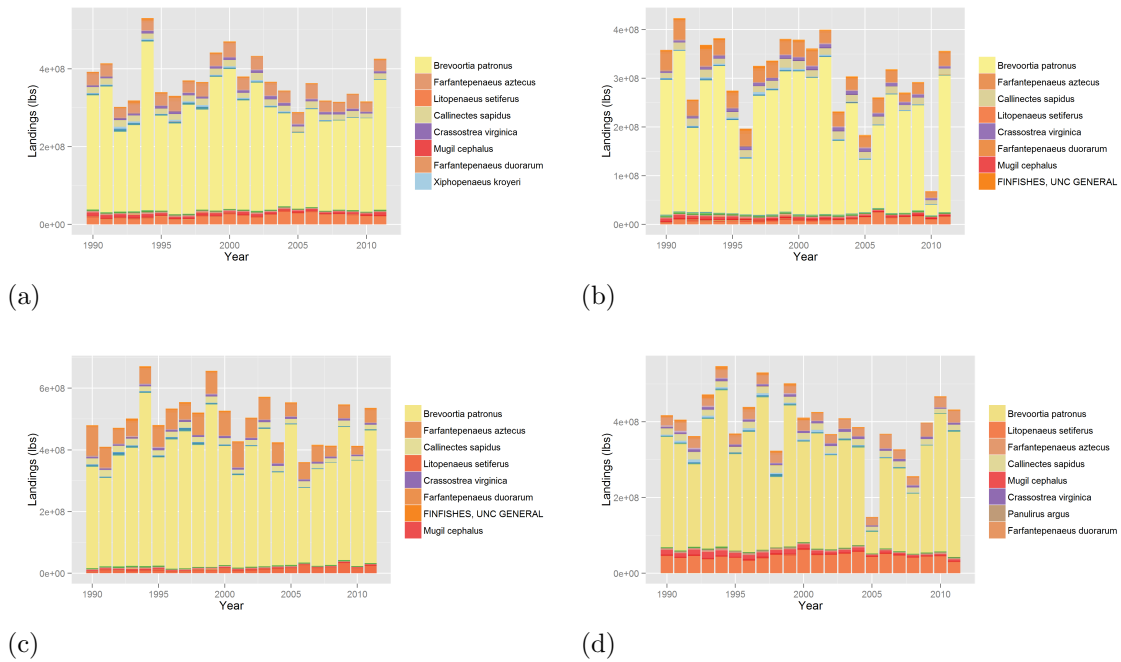 4e+08
2e+08
0e+00
Landings (lbs)
1990
1995
2000
2005
2010
Year
Brevoortia patronus
Farfantepenaeus aztecus
Litopenaeus setiferus
Callinectes sapidus
Crassostrea virginica
Mugil cephalus
Farfantepenaeus duorarum
Xiphopenaeus kroyeri
(a)
4e+08
3e+08
2e+08
1e+08
0e+00
Landings (lbs)
1990
1995
2000
2005
2010
Year
Brevoortia patronus
Farfantepenaeus aztecus
Callinectes sapidus
Litopenaeus setiferus
Crassostrea virginica
Farfantepenaeus duorarum
Mugil cephalus
FINFISHES, UNC GENERAL
(b)
6e+08
4e+08
2e+08
0e+00
Landings (lbs)
1990
1995
2000
2005
2010
Year
Brevoortia patronus
Farfantepenaeus aztecus
Callinectes sapidus
Litopenaeus setiferus
Crassostrea virginica
Farfantepenaeus duorarum
FINFISHES, UNC GENERAL
Mugil cephalus
(c)
4e+08
2e+08
0e+00
Landings (lbs)
1990
1995
2000
2005
2010
Year
Brevoortia patronus
Litopenaeus setiferus
Farfantepenaeus aztecus
Callinectes sapidus
Mugil cephalus
Crassostrea virginica
Panulirus argus
Farfantepenaeus duorarum
(d)